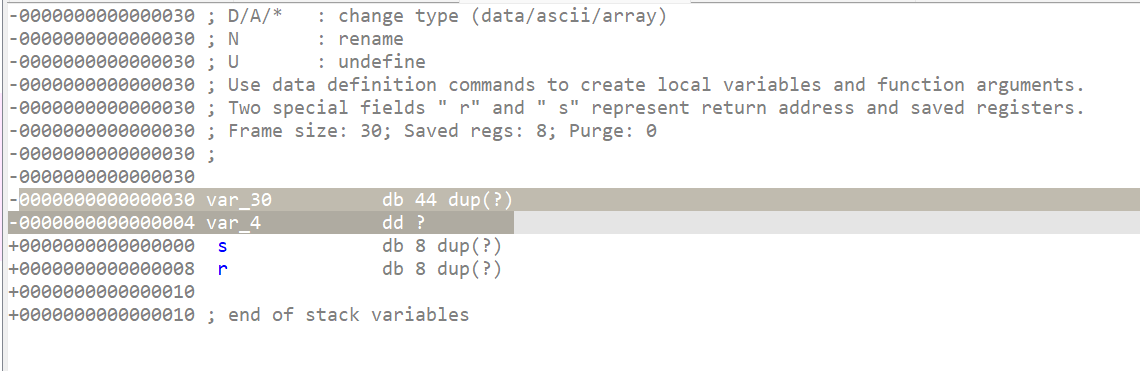 -0000000000000030 ; D/A/*   : change type (data/ascii/array)
-0000000000000030 ; N       : rename
-0000000000000030 ; U       : undefine
-0000000000000030 ; Use data definition commands to create local variables and function arguments.
-0000000000000030 ; Two special fields " r" and " s" represent return address and saved registers.
-0000000000000030 ; Frame size: 30; Saved regs: 8; Purge: 0
-0000000000000030 ;
-0000000000000030
-0000000000000030 var_30          db 44 dup(?)
-0000000000000004 var_4           dd ?
+0000000000000000  s              db 8 dup(?)
+0000000000000008  r              db 8 dup(?)
+0000000000000010
+0000000000000010 ; end of stack variables